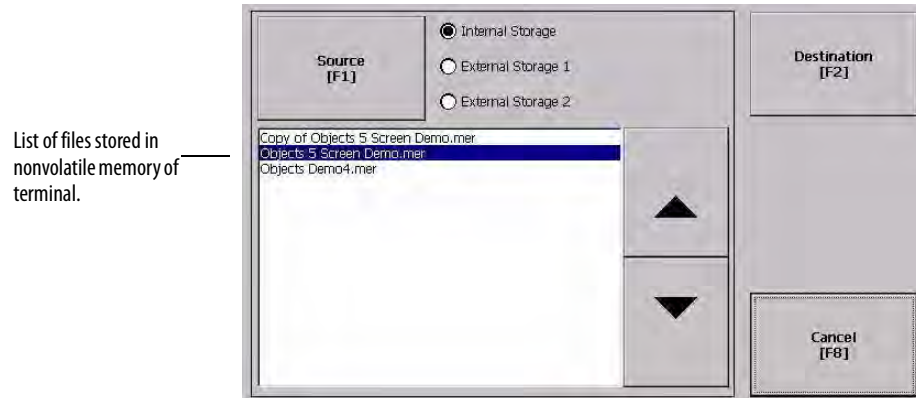 Source
[F1]
Internal Storage
External Storage 1
External Storage 2
Destination
[F2]
List of files stored in
nonvolatile memory of
terminal.
Copy of Objects 5 Screen Demo.mer
Objects 5 Screen Demo.mer
Objects Demo4.mer
Cancel
[F8]